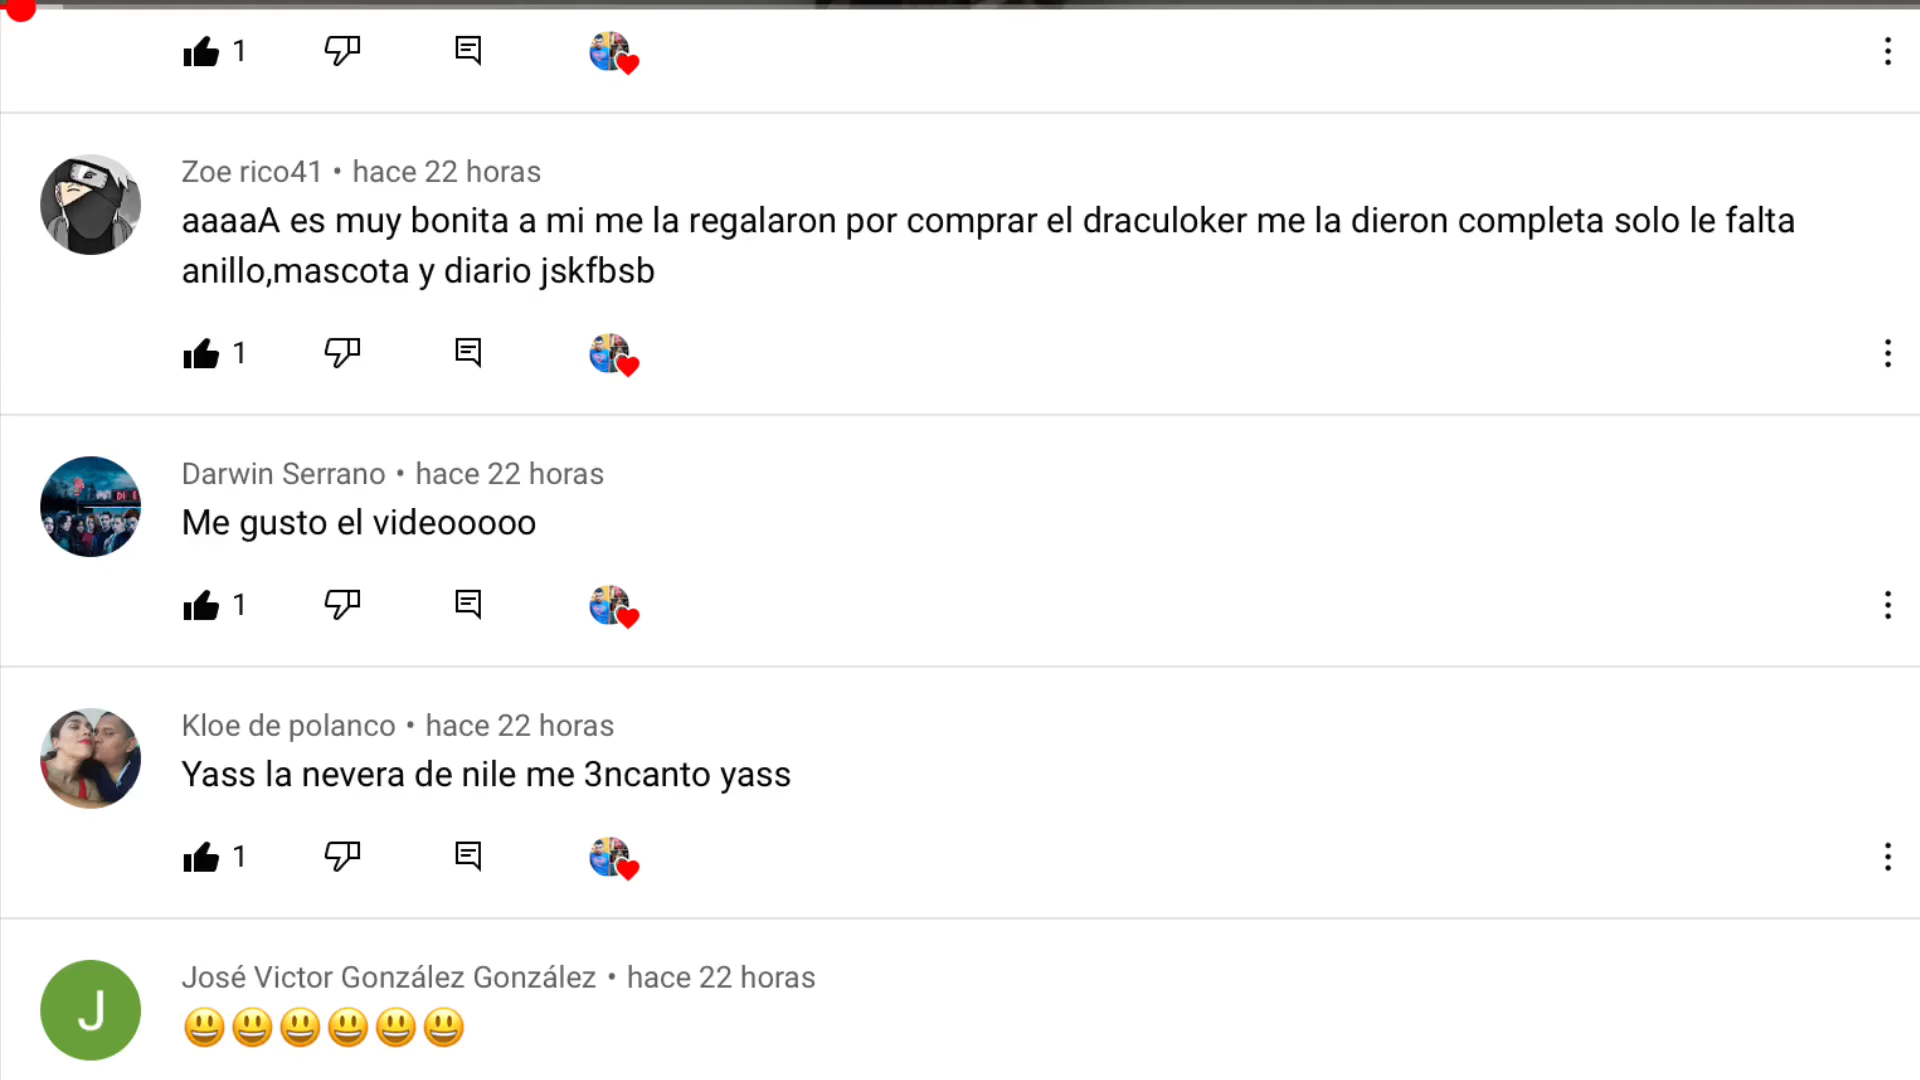 1
Zoe rico41 • hace 22 horas
aaaaA es muy bonita a mi me la regalaron por comprar el draculoker me la dieron completa solo le falta
anillo,mascota y diario jskfbsb
1
Darwin Serrano • hace 22 horas
Me gusto el videooooo
1
Kloe de polanco • hace 22 horas
Yass la nevera de nile me 3ncanto yass
1
José Victor González González • hace 22 horas
J
😃😃😃😃😃😃